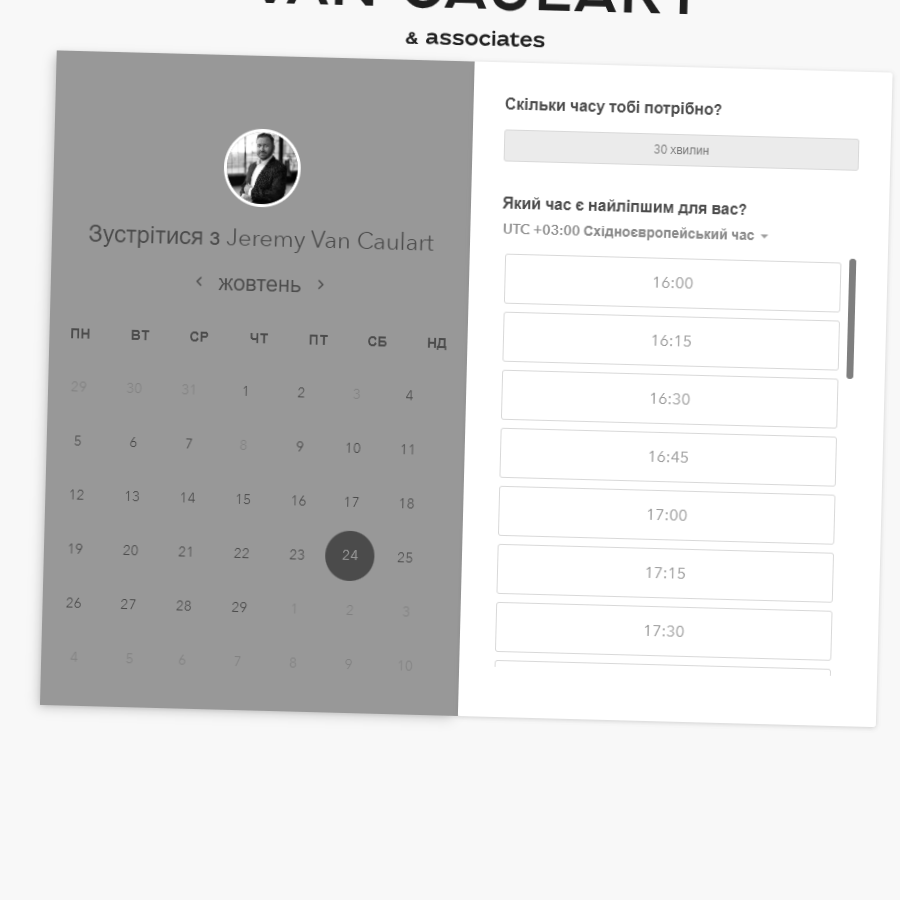 VAN CAULART
& associates
Зустрітися з Jeremy Van Caulart
жовтень
ПН ВТ СР ЧТ ПТ СБ НД
29 30 31 1 2 3 4
5 6 7 8 9 10 11
12 13 14 15 16 17 18
19 20 21 22 23 24 25
26 27 28 29 1 2 3
4 5 6 7 8 9 10
Скільки часу тобі потрібно?
30 хвилин
Який час є найліпшим для вас?
UTC +03:00 Східноєвропейський час
16:00
16:15
16:30
16:45
17:00
17:15
17:30